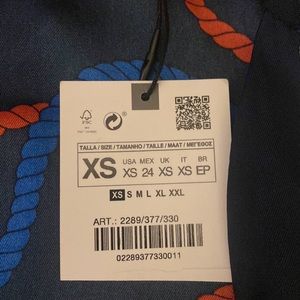 FSC
TALLA / SIZE / TAMANHO / TAILLE / MAAT / ΜΕΓΕΘΟΣ
XS
USA MEX UK IT BR
XS 24 XS XS EP
XS S M L XL XXL
ART.: 2289/377/330
02289377330011